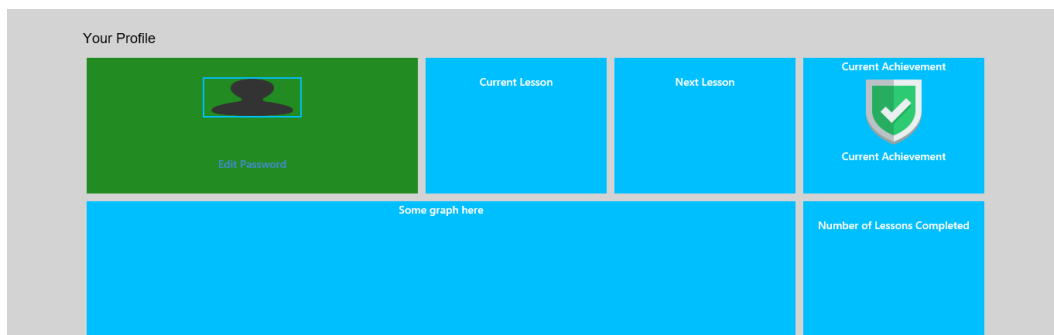 Your Profile
Edit Password
Current Lesson
Next Lesson
Current Achievement
Current Achievement
Some graph here
Number of Lessons Completed